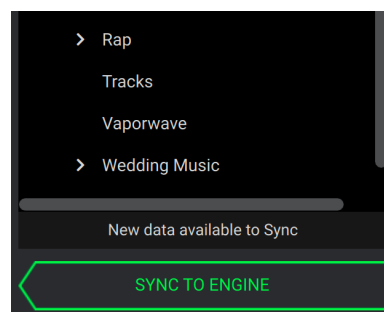 Rap
Tracks
Vaporwave
Wedding Music
New data available to Sync
SYNC TO ENGINE